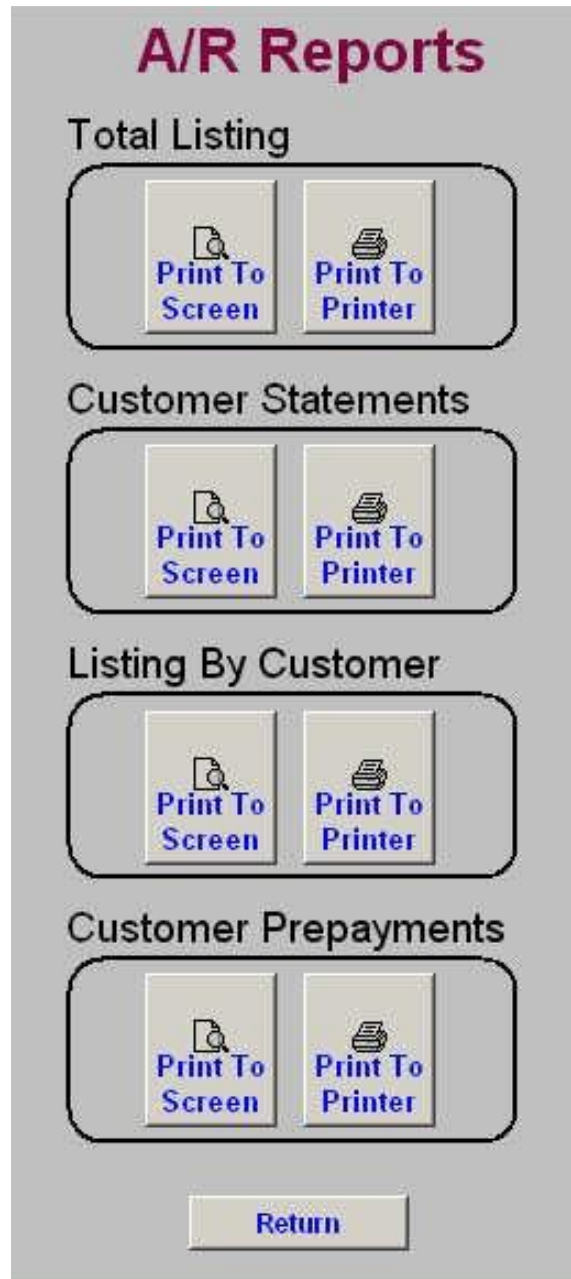 A/R Reports
Total Listing
Print To Print To
Screen Printer
Customer Statements
Print To Print To
Screen Printer
Listing By Customer
Print To Print To
Screen Printer
Customer Prepayments
Print To Print To
Screen Printer
Return